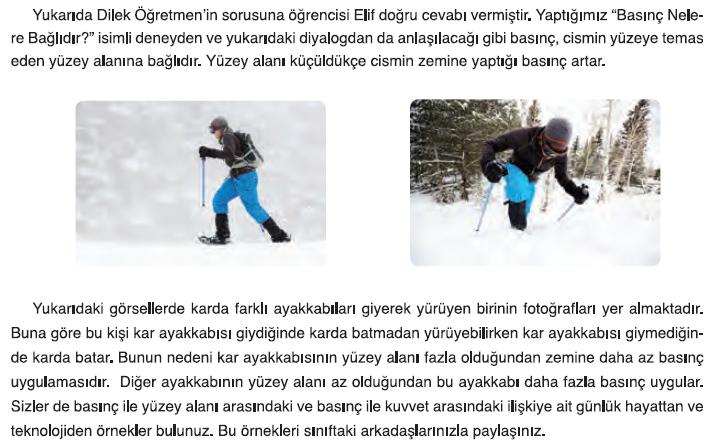 Yukarıda Dilek Öğretmen'in sorusuna öğrencisi Elif doğru cevabı vermiştir. Yaptığımız "Basınç Nele-
re Bağlıdır?" isimli deneyden ve yukarıdaki diyalogdan da anlaşılacağı gibi basınç, cismin yüzeye temas
eden yüzey alanına bağlıdır. Yüzey alanı küçüldükçe cismin zemine yaptığı basınç artar.
Yukarıdaki görsellerde karda farklı ayakkabıları giyerek yürüyen birinin fotoğrafları yer almaktadır.
Buna göre bu kişi kar ayakkabısı giydiğinde karda batmadan yürüyebilirken kar ayakkabısı giymediğin-
de karda batar. Bunun nedeni kar ayakkabısının yüzey alanı fazla olduğundan zemine daha az basınç
uygulamasıdır. Diğer ayakkabının yüzey alanı az olduğundan bu ayakkabı daha fazla basınç uygular.
Sizler de basınç ile yüzey alanı arasındaki ve basınç ile kuvvet arasındaki ilişkiye ait günlük hayattan ve
teknolojiden örnekler bulunuz. Bu örnekleri sınıftaki arkadaşlarınızla paylaşınız.